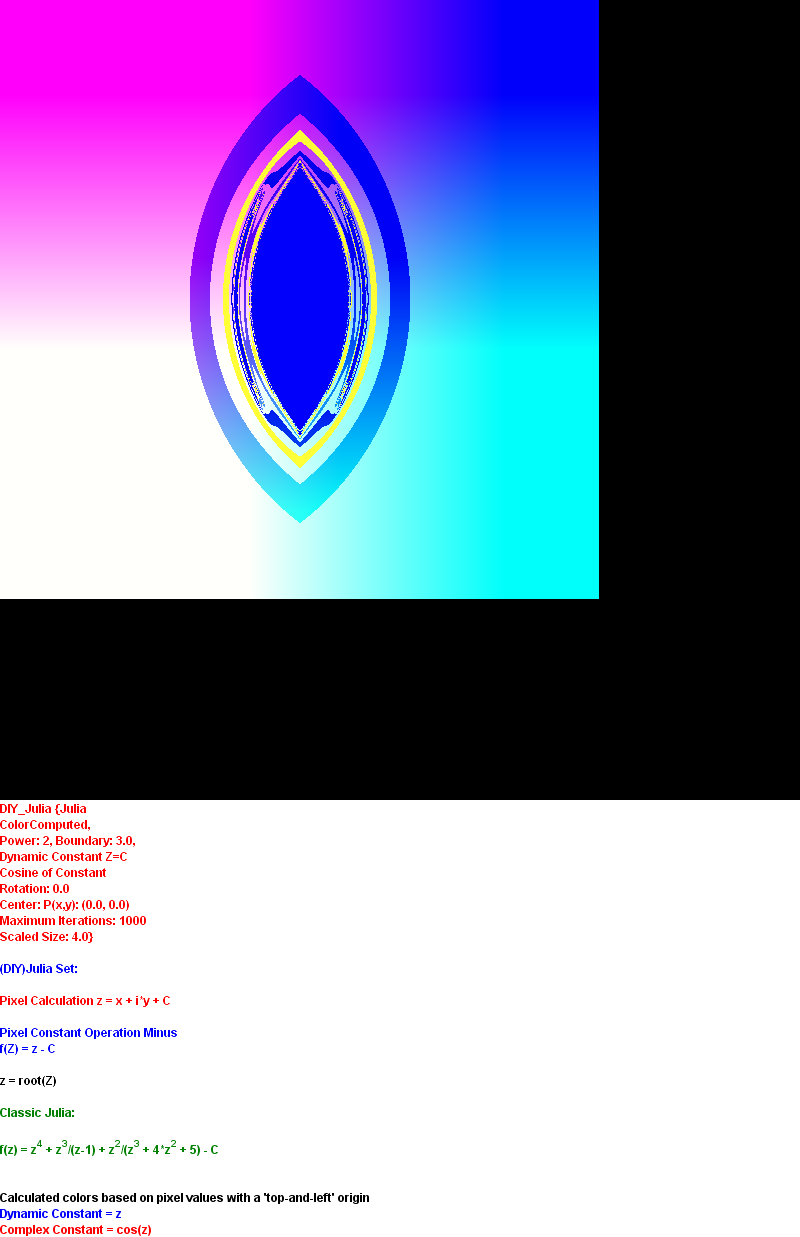 DIY_Julia {Julia
ColorComputed,
Power: 2, Boundary: 3.0,
Dynamic Constant Z=C
Cosine of Constant
Rotation: 0.0
Center: P(x,y): (0.0, 0.0)
Maximum Iterations: 1000
Scaled Size: 4.0}
(DIY)Julia Set:
Pixel Calculation z = x + i*y + C
Pixel Constant Operation Minus
f(Z) = z - C
z = root(Z)
Classic Julia:
f(z) = z^4 + z^3/(z-1) + z^2/(z^3 + 4*z^2 + 5) - C
Calculated colors based on pixel values with a 'top-and-left' origin
Dynamic Constant = z
Complex Constant = cos(z)